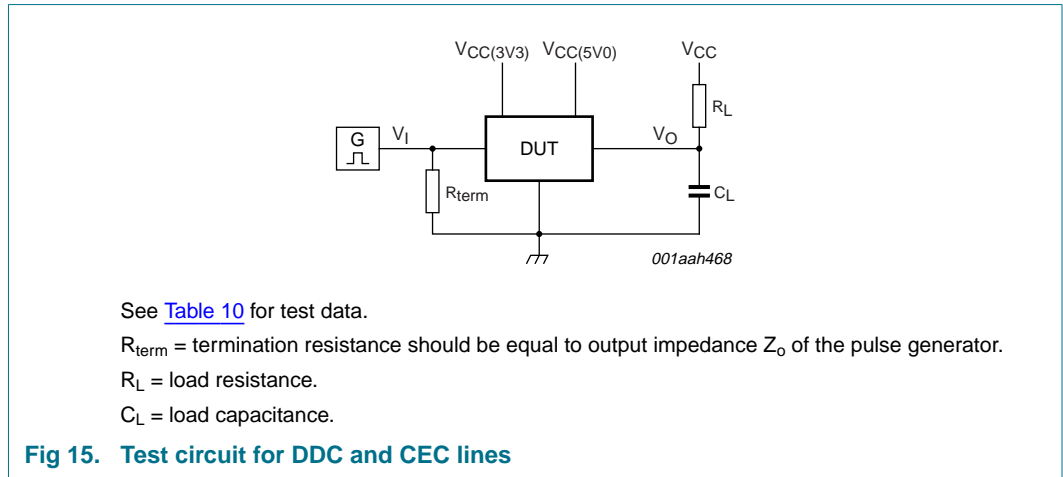 VCC(3V3) VCC(5V0) VCC
RL
G VI DUT VO
Rterm CL
001aah468
See Table 10 for test data.
Rterm = termination resistance should be equal to output impedance Zo of the pulse generator.
RL = load resistance.
CL = load capacitance.
Fig 15. Test circuit for DDC and CEC lines